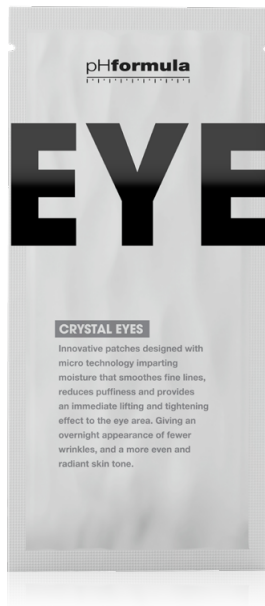 pHformula
EYE
CRYSTAL EYES
Innovative patches designed with
micro technology imparting
moisture that smoothes fine lines,
reduces puffiness and provides
an immediate lifting and tightening
effect to the eye area. Giving an
overnight appearance of fewer
wrinkles, and a more even and
radiant skin tone.